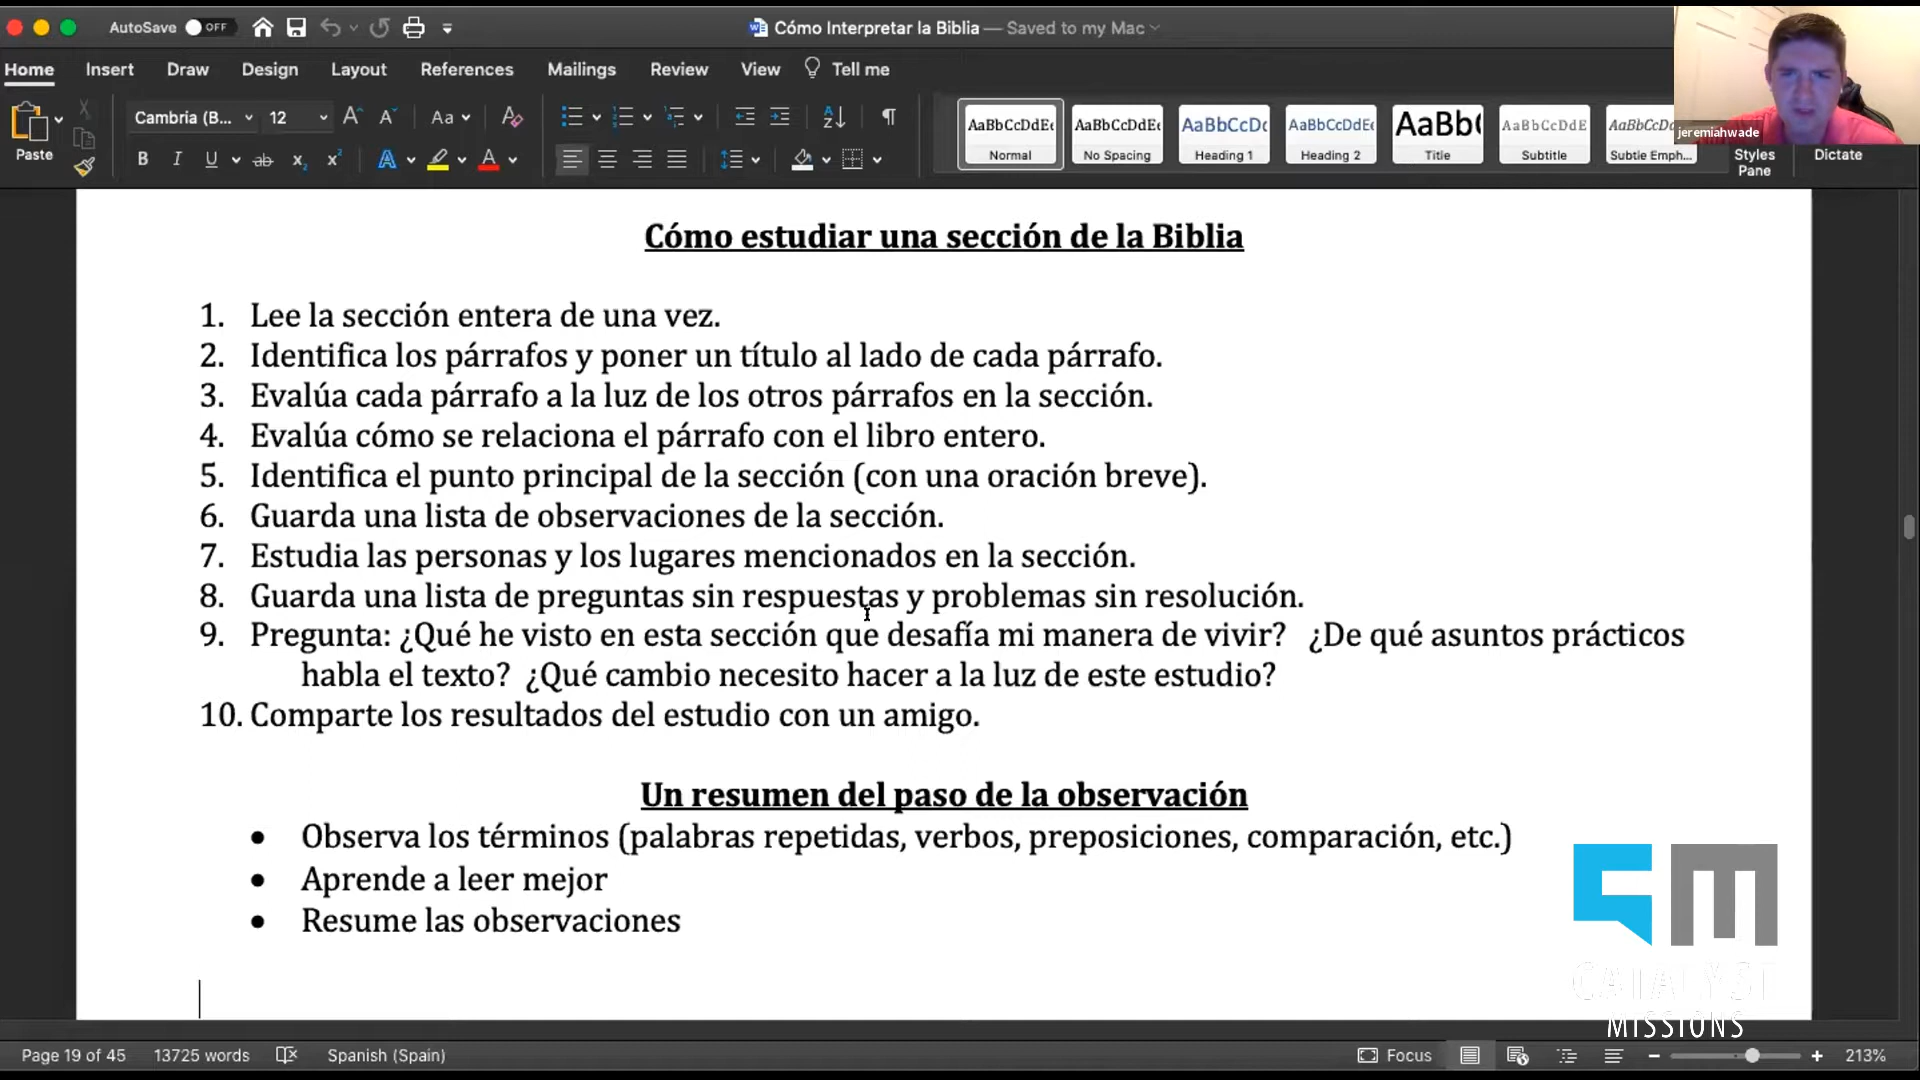 AutoSave OFF
Cómo Interpretar la Biblia — Saved to my Mac
Home Insert Draw Design Layout References Mailings Review View Tell me
jeremiahwade
Paste
Cambria (B... 12
AaBbCcDdEe AaBbCcDdEe AaBbCcDc AaBbCcDdEe AaBb( AaBbCcDdE AaBbCcDc
Normal No Spacing Heading 1 Heading 2 Title Subtitle Subtle Emph...
Styles Pane
Dictate
Cómo estudiar una sección de la Biblia
1. Lee la sección entera de una vez.
2. Identifica los párrafos y poner un título al lado de cada párrafo.
3. Evalúa cada párrafo a la luz de los otros párrafos en la sección.
4. Evalúa cómo se relaciona el párrafo con el libro entero.
5. Identifica el punto principal de la sección (con una oración breve).
6. Guarda una lista de observaciones de la sección.
7. Estudia las personas y los lugares mencionados en la sección.
8. Guarda una lista de preguntas sin respuestas y problemas sin resolución.
9. Pregunta: ¿Qué he visto en esta sección que desafía mi manera de vivir? ¿De qué asuntos prácticos
habla el texto? ¿Qué cambio necesito hacer a la luz de este estudio?
10. Comparte los resultados del estudio con un amigo.
Un resumen del paso de la observación
• Observa los términos (palabras repetidas, verbos, preposiciones, comparación, etc.)
• Aprende a leer mejor
• Resume las observaciones
CATALYST
MISSIONS
Page 19 of 45 13725 words Spanish (Spain) Focus 213%